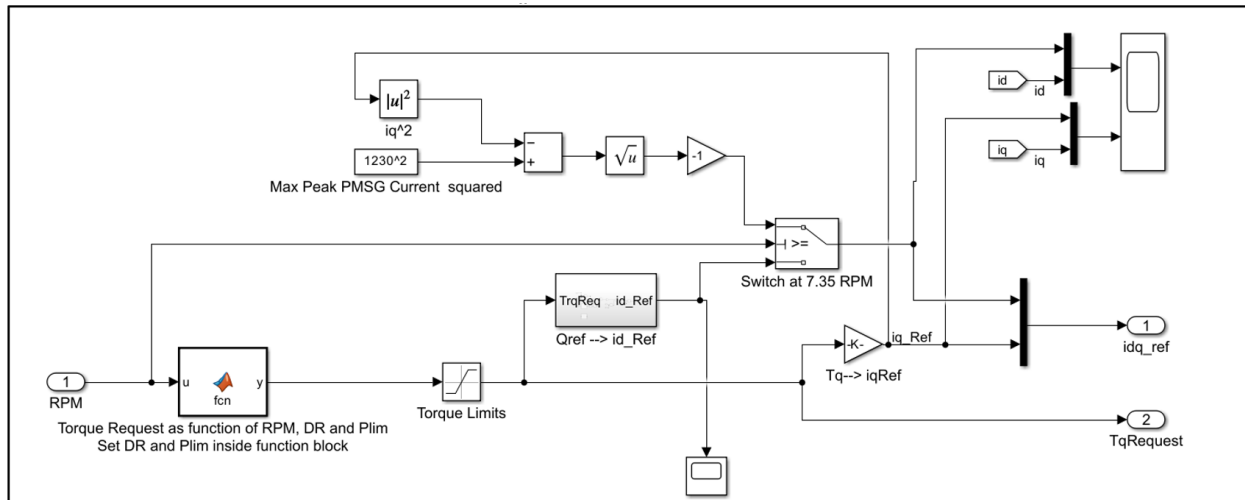 |u|²
iq^2
1230^2
Max Peak PMSG Current  squared
−
+
√u
-1
>=
Switch at 7.35 RPM
id
id
iq
iq
TrqReq
id_Ref
Qref --> id_Ref
-K-
iq_Ref
Tq--> iqRef
1
idq_ref
2
TqRequest
1
RPM
u
fcn
y
Torque Request as function of RPM, DR and Plim
Set DR and Plim inside function block
Torque Limits